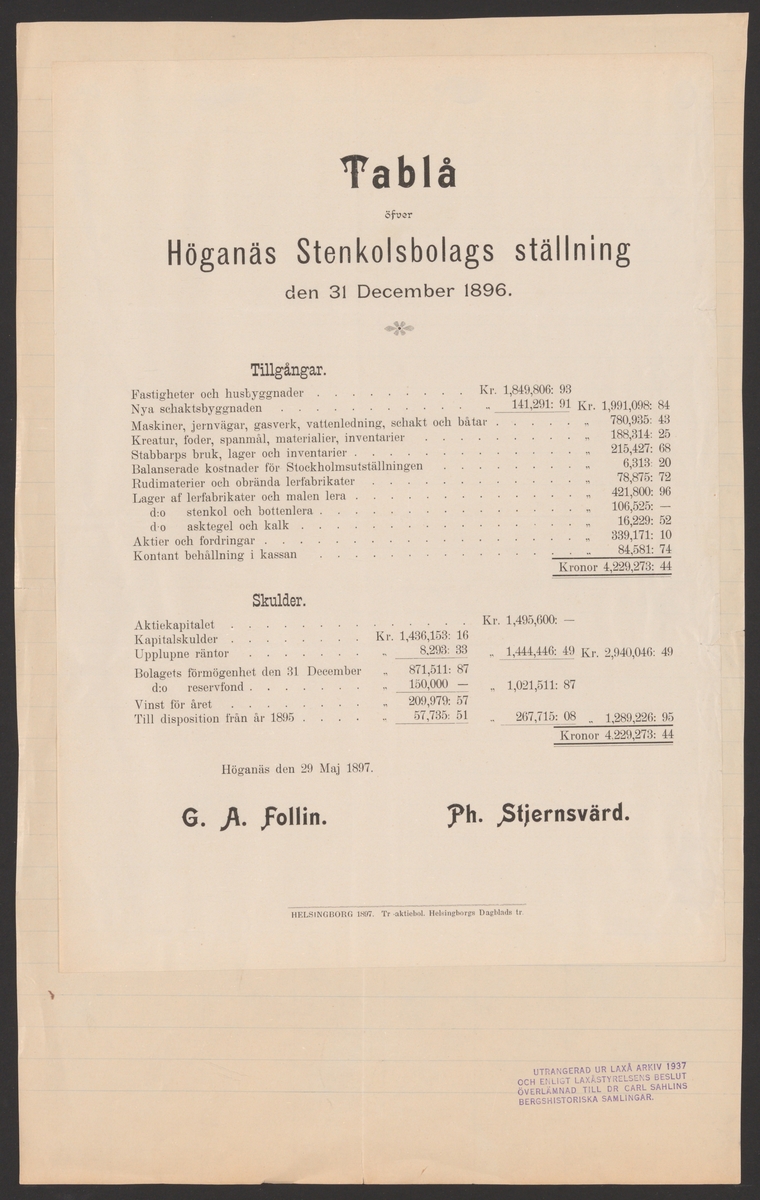 Tablå
öfver
Höganäs Stenkolsbolags ställning
den 31 December 1896.
Tillgångar.
Fastigheter och husbyggnader . . . . . . . . . Kr. 1,849,806: 93
Nya schaktsbyggnaden . . . . . . . . . . . „ 141,291: 91 Kr. 1,991,098: 84
Maskiner, jernvägar, gasverk, vattenledning, schakt och båtar . . . . . „ 780,935: 43
Kreatur, foder, spanmål, materialier, inventarier . . . . . . . . „ 188,314: 25
Stabbarps bruk, lager och inventarier . . . . . . . . . . . . „ 215,427: 68
Balanserade kostnader för Stockholmsutställningen . . . . . . . „ 6,313: 20
Rudimaterier och obrända lerfabrikater . . . . . . . . . . . „ 78,875: 72
Lager af lerfabrikater och malen lera . . . . . . . . . . . . „ 421,800: 96
d:o stenkol och bottenlera . . . . . . . . . . . . . . „ 106,525: —
d:o asktegel och kalk . . . . . . . . . . . . . . . „ 16,229: 52
Aktier och fordringar . . . . . . . . . . . . . . . . . „ 339,171: 10
Kontant behållning i kassan . . . . . . . . . . . . . . „ 84,581: 74
Kronor 4,229,273: 44
Skulder.
Aktiekapitalet . . . . . . . . . . . . . . Kr. 1,495,600: —
Kapitalskulder . . . . . . . . Kr. 1,436,153: 16
Upplupne räntor . . . . . . . „ 8,293: 33 „ 1,444,446: 49 Kr. 2,940,046: 49
Bolagets förmögenhet den 31 December „ 871,511: 87
d:o reservfond . . . . . . . „ 150,000 — „ 1,021,511: 87
Vinst för året . . . . . . . . „ 209,979: 57
Till disposition från år 1895 . . . . „ 57,735: 51 „ 267,715: 08 „ 1,289,226: 95
Kronor 4.229,273: 44
Höganäs den 29 Maj 1897.
G. A. Follin. Ph. Stjernsvärd.
HELSINGBORG 1897. Tr aktiebol. Helsingborgs Dagblads tr
UTRANGERAD UR LAXÅ ARKIV 1937
OCH ENLIGT LAXÅSTYRELSENS BESLUT
ÖVERLÄMNAD TILL DR CARL SAHLINS
BERGSHISTORISKA SAMLINGAR.